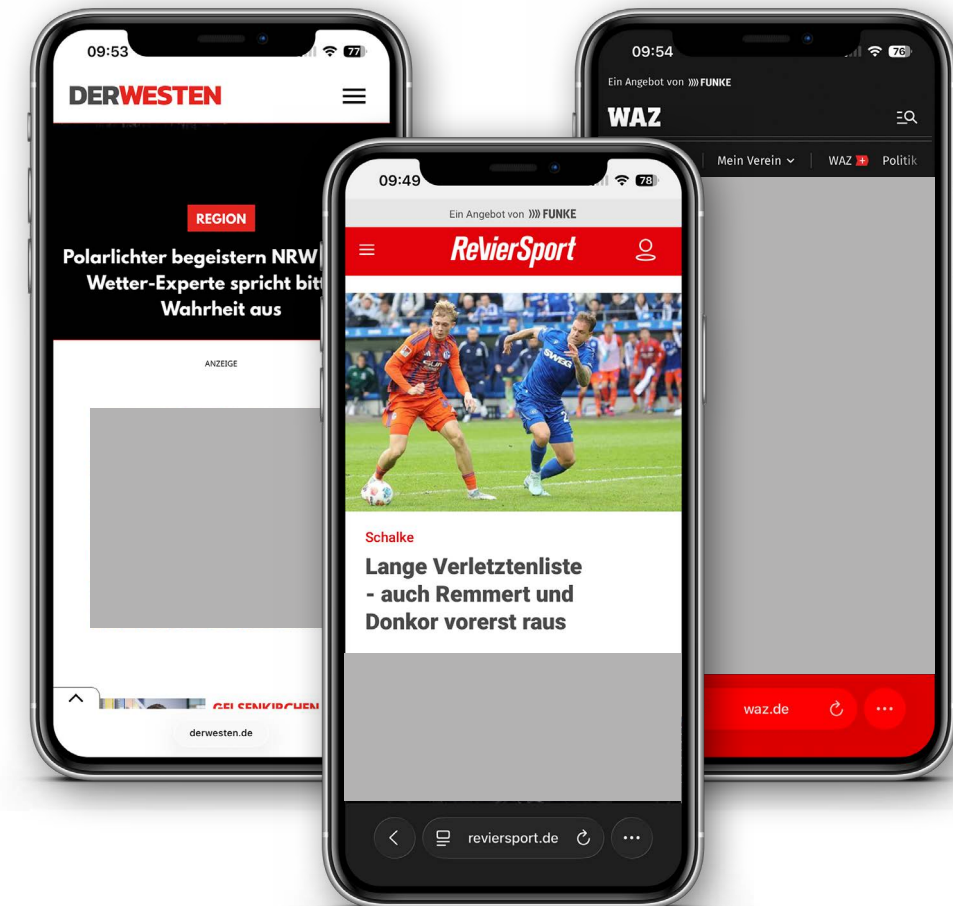 09:53
77
DERWESTEN
REGION
Polarlichter begeistern NRW
Wetter-Experte spricht
Wahrheit aus
ANZEIGE
GELSENKIRCHEN
derwesten.de
09:49
78
Ein Angebot von FUNKE
RevierSport
SWEG
Schalke
Lange Verletztenliste
- auch Remmert und
Donkor vorerst raus
reviersport.de
09:54
76
Ein Angebot von FUNKE
WAZ
Mein Verein
WAZ +
Politik
waz.de